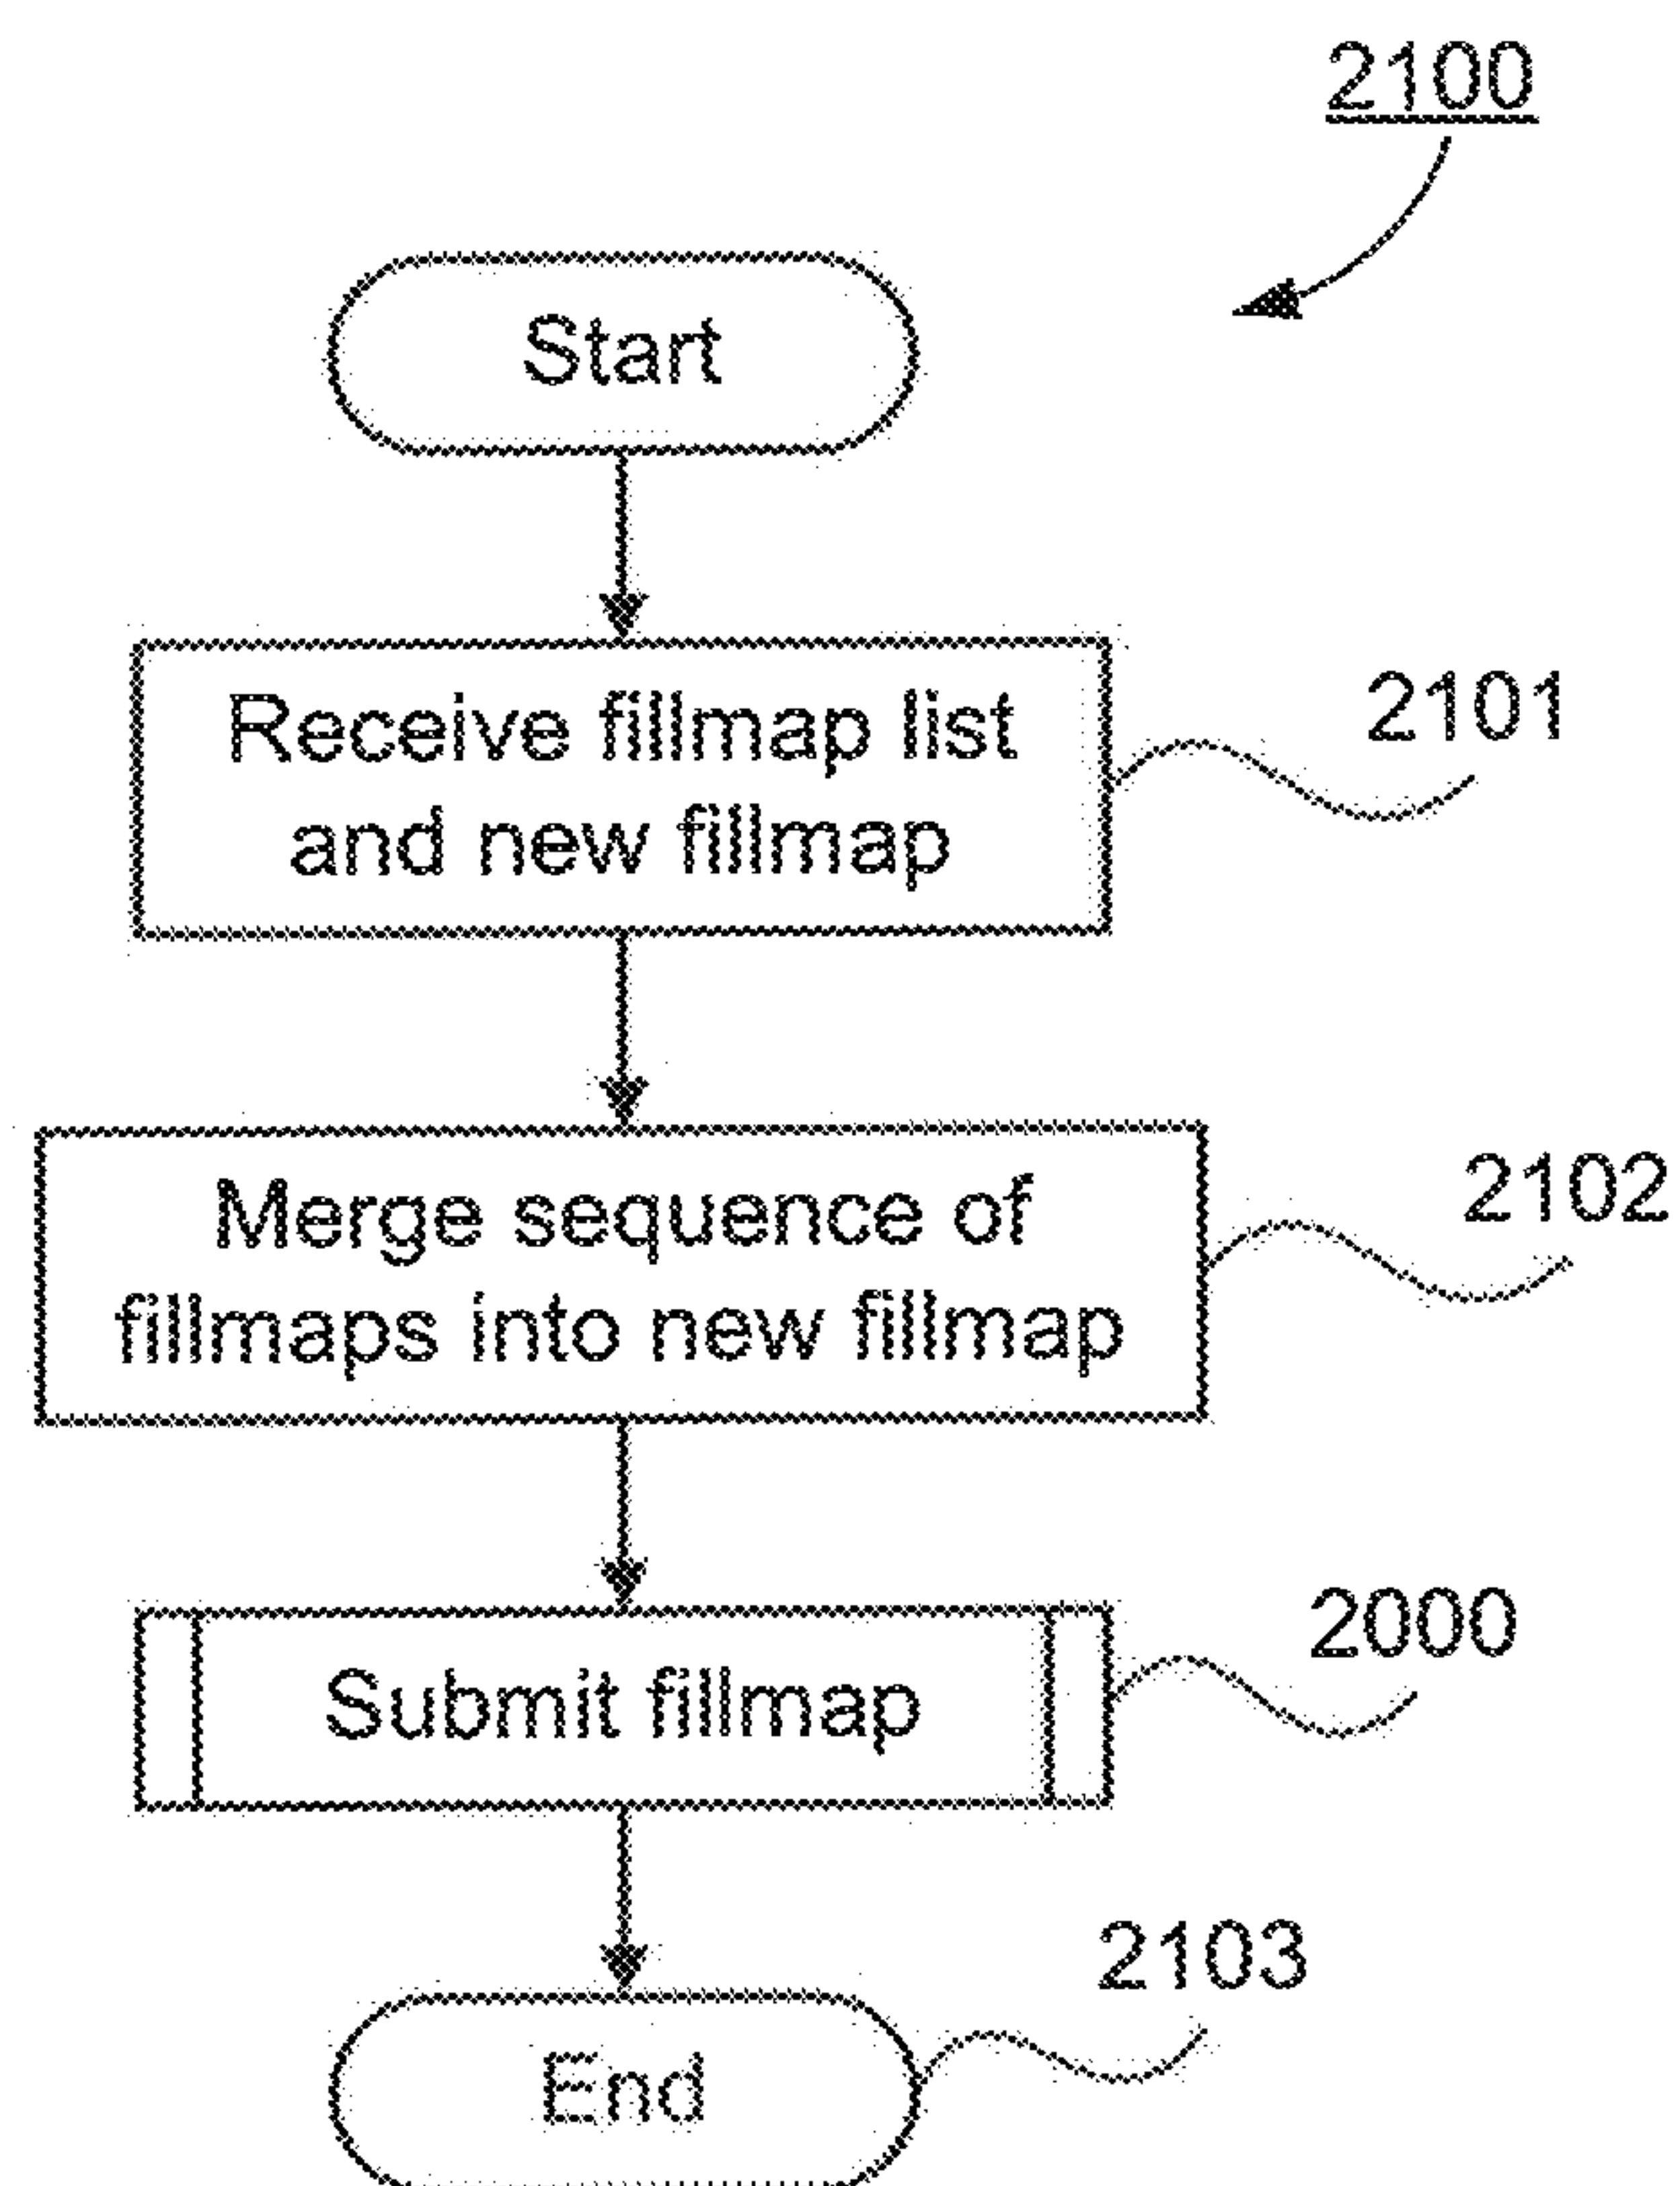 2100
Start
Receive fillmap list
and new fillmap
2101
Merge sequence of
fillmaps into new fillmap
2102
Submit fillmap
2000
End
2103